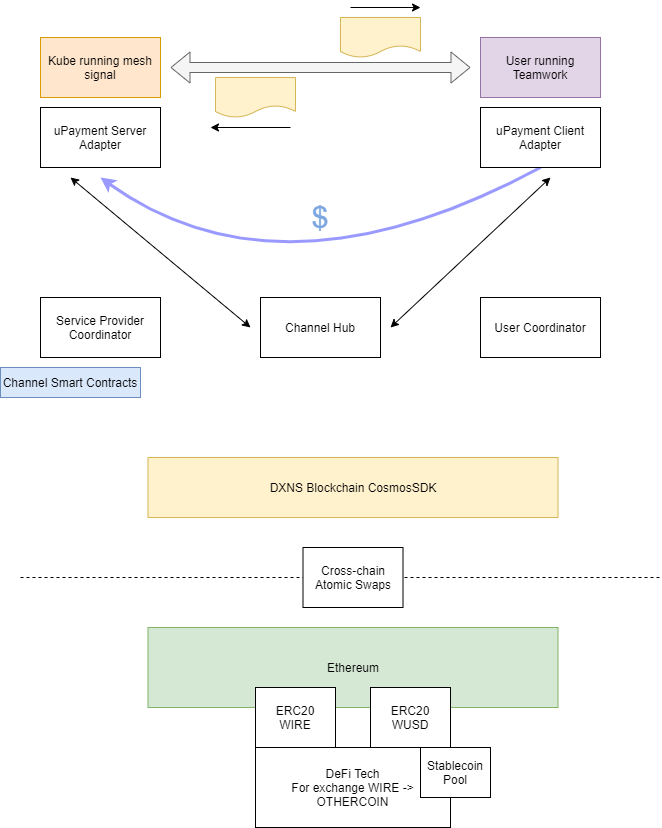 Kube running mesh
signal
User running
Teamwork
uPayment Server
Adapter
uPayment Client
Adapter
$
Service Provider
Coordinator
Channel Hub
User Coordinator
Channel Smart Contracts
DXNS Blockchain CosmosSDK
Cross-chain
Atomic Swaps
Ethereum
ERC20
WIRE
ERC20
WUSD
DeFi Tech
For exchange WIRE ->
OTHERCOIN
Stablecoin
Pool